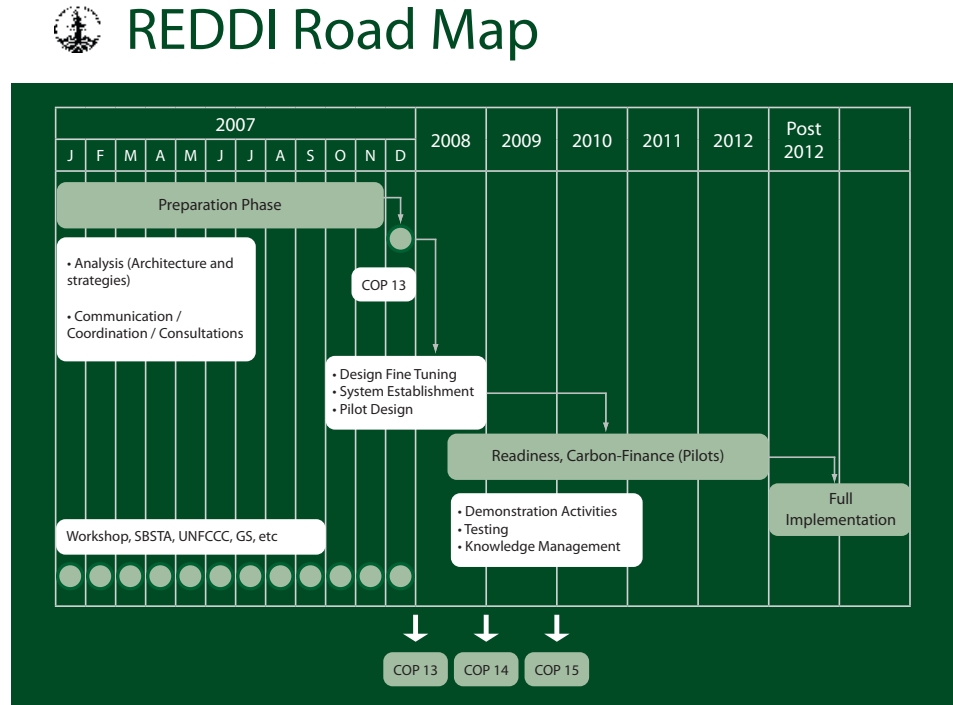 REDDI Road Map
2007
2008
2009
2010
2011
2012
Post
2012
J F M A M J J A S O N D
Preparation Phase
• Analysis (Architecture and
strategies)
• Communication /
Coordination / Consultations
COP 13
• Design Fine Tuning
• System Establishment
• Pilot Design
Readiness, Carbon-Finance (Pilots)
Full
Implementation
• Demonstration Activities
• Testing
• Knowledge Management
Workshop, SBSTA, UNFCCC, GS, etc
COP 13
COP 14
COP 15